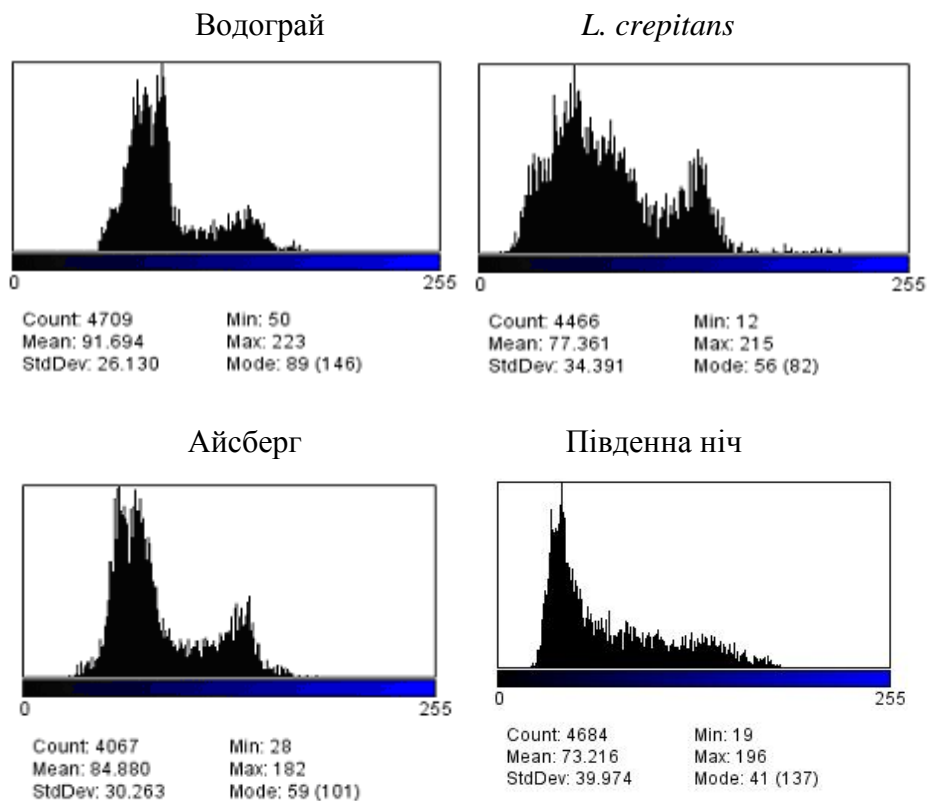 Водограй
L. crepitans
0 255
Count: 4709 Min: 50
Mean: 91.694 Max: 223
StdDev: 26.130 Mode: 89 (146)
0 255
Count: 4466 Min: 12
Mean: 77.361 Max: 215
StdDev: 34.391 Mode: 56 (82)
Айсберг
Південна ніч
0 255
Count: 4067 Min: 28
Mean: 84.880 Max: 182
StdDev: 30.263 Mode: 59 (101)
0 255
Count: 4684 Min: 19
Mean: 73.216 Max: 196
StdDev: 39.974 Mode: 41 (137)